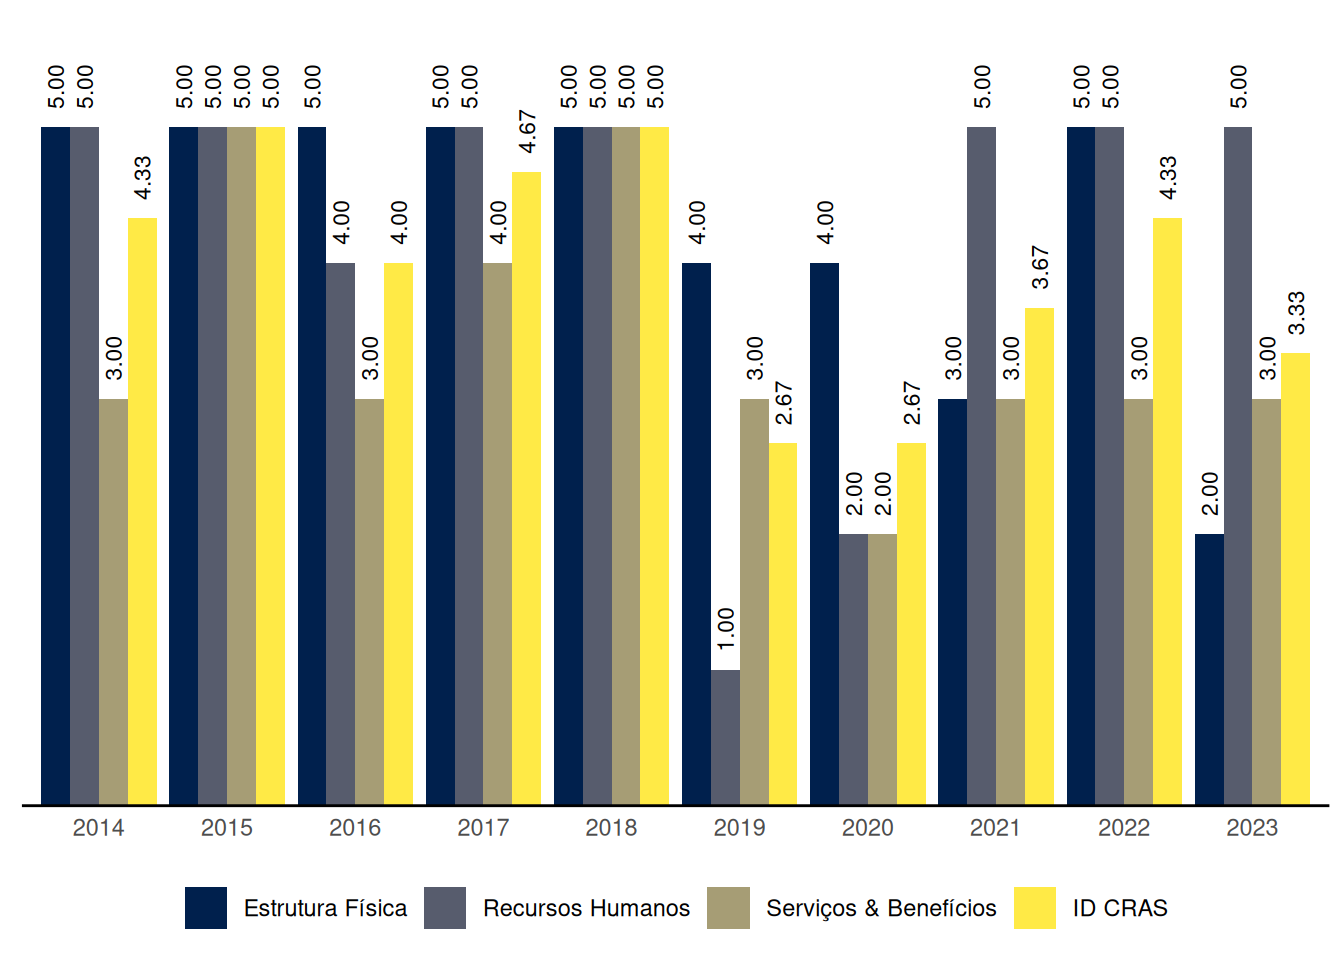 5.00 5.00 3.00 4.33
5.00 5.00 5.00 5.00
5.00 4.00 3.00 4.00
5.00 5.00 4.00 4.67
5.00 5.00 5.00 5.00
4.00 1.00 3.00 2.67
4.00 2.00 2.00 2.67
3.00 5.00 3.00 3.67
5.00 5.00 3.00 4.33
2.00 5.00 3.00 3.33
2014 2015 2016 2017 2018 2019 2020 2021 2022 2023
Estrutura Física Recursos Humanos Serviços & Benefícios ID CRAS